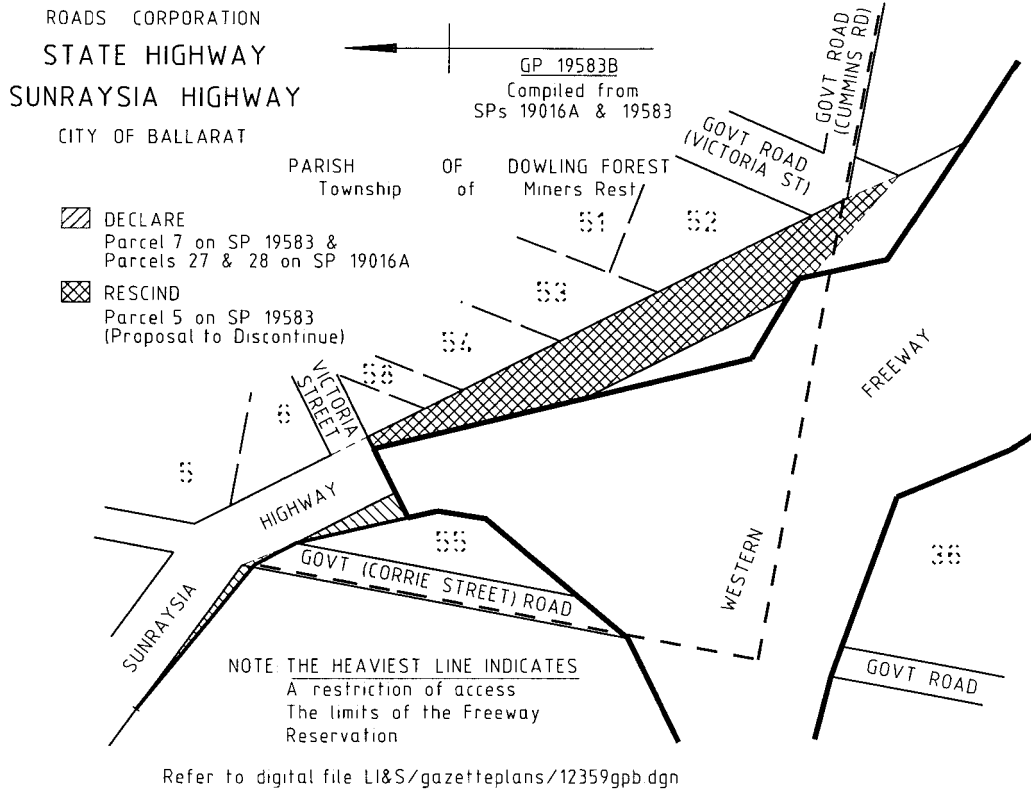 ROADS CORPORATION
STATE HIGHWAY
SUNRAYSIA HIGHWAY
CITY OF BALLARAT
GP 19583B
Compiled from
SPs 19016A & 19583
PARISH OF DOWLING FOREST
Township of Miners Rest
DECLARE
Parcel 7 on SP 19583 &
Parcels 27 & 28 on SP 19016A
RESCIND
Parcel 5 on SP 19583
(Proposal to Discontinue)
GOVT ROAD
(CUMMINS RD)
GOVT ROAD
(VICTORIA ST)
51
52
53
54
VICTORIA
STREET
6
5
HIGHWAY
SUNRAYSIA
55
GOVT (CORRIE STREET) ROAD
FREEWAY
WESTERN
36
GOVT ROAD
NOTE: THE HEAVIEST LINE INDICATES
A restriction of access
The limits of the Freeway
Reservation
Refer to digital file LI&S/gazetteplans/12359gpb.dgn